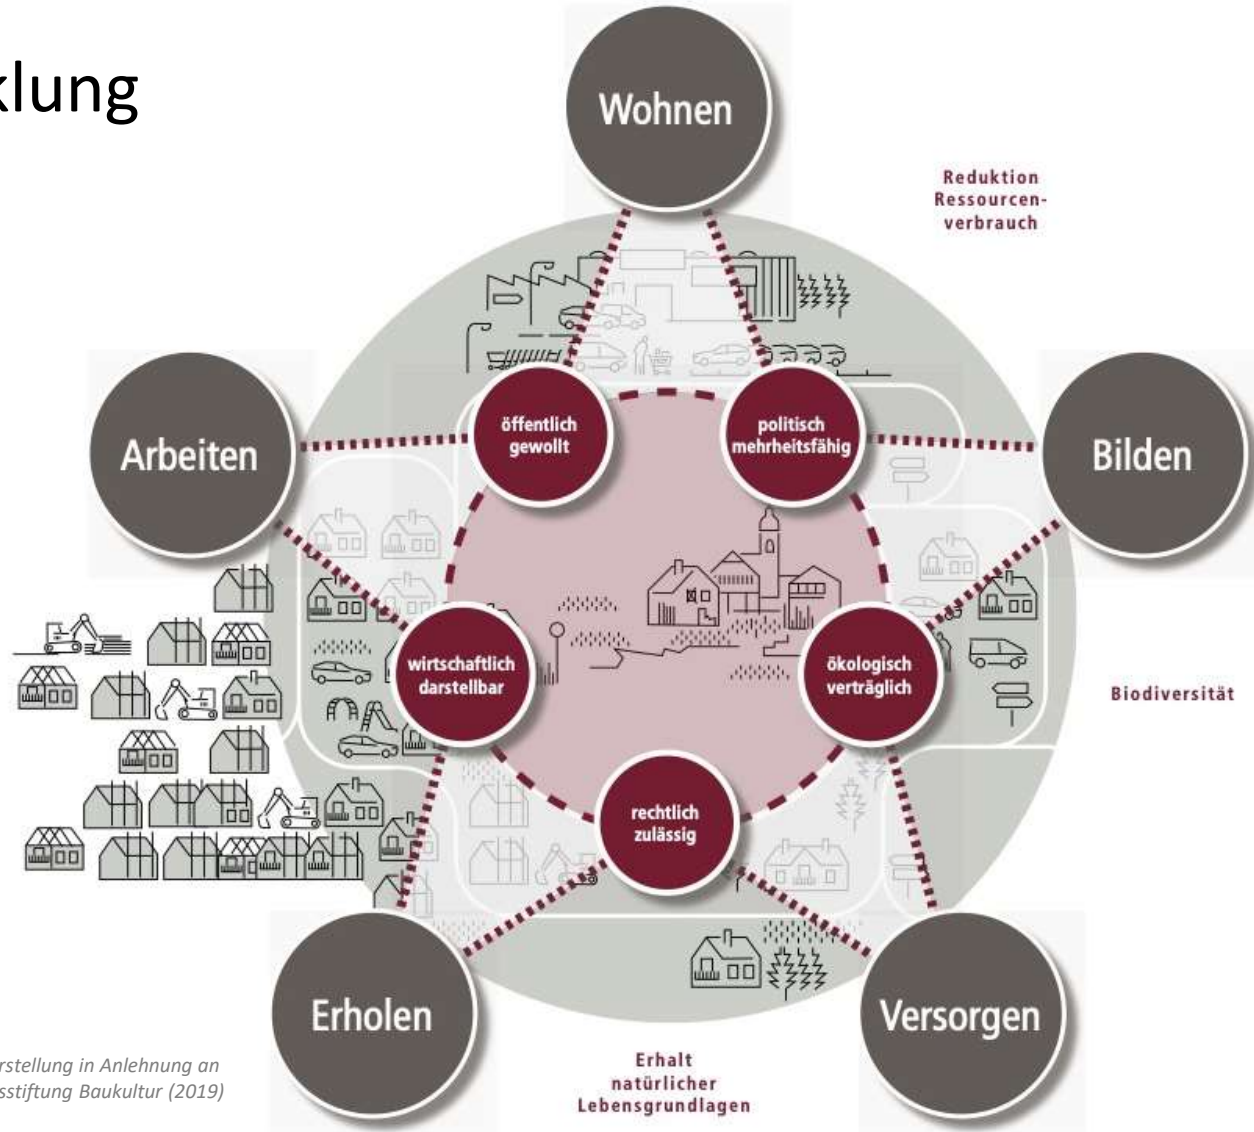 klung
Wohnen
Reduktion
Ressourcen-
verbrauch
Arbeiten
öffentlich
gewollt
politisch
mehrheitsfähig
Bilden
wirtschaftlich
darstellbar
ökologisch
verträglich
Biodiversität
rechtlich
zulässig
Erholen
Versorgen
Erhalt
natürlicher
Lebensgrundlagen
rstellung in Anlehnung an
sstiftung Baukultur (2019)